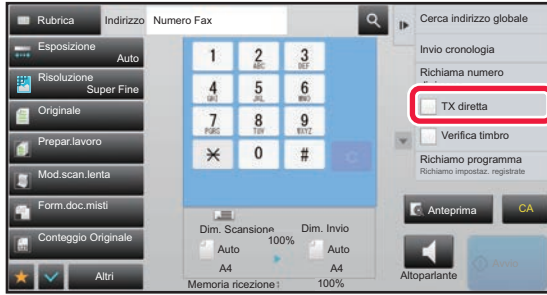 Rubrica
Indirizzo
Numero Fax
Cerca indirizzo globale
Esposizione
Auto
Invio cronologia
Risoluzione
Super Fine
Richiama numero
TX diretta
Originale
Verifica timbro
Prepar.lavoro
Richiamo programma
Richiamo impostaz. registrate
Mod.scan.lenta
Form.doc.misti
Conteggio Originale
Altri
1
2
ABC
3
DEF
4
GHI
5
JKL
6
MNO
7
PQRS
8
TUV
9
WXYZ
0
#
C
Dim. Scansione
Dim. Invio
100%
Auto
Auto
A4
A4
Memoria ricezione:
100%
Anteprima
CA
Altoparlante
Avvio